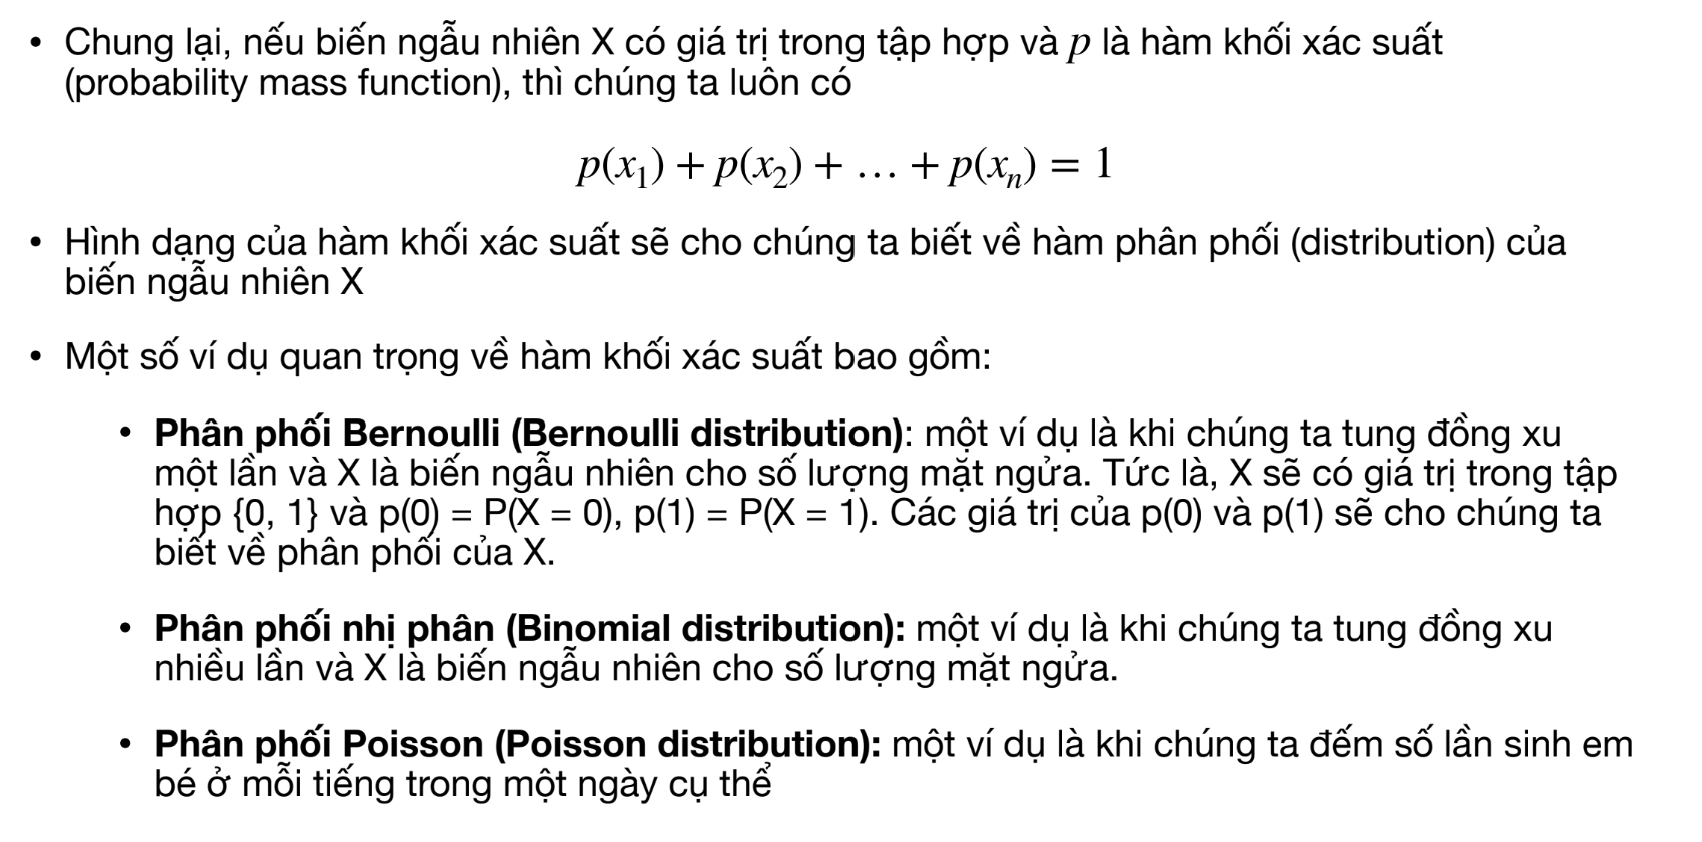 • Chung lại, nếu biến ngẫu nhiên X có giá trị trong tập hợp và p là hàm khối xác suất
(probability mass function), thì chúng ta luôn có
p(x₁) + p(x₂) + … + p(xₙ) = 1
• Hình dạng của hàm khối xác suất sẽ cho chúng ta biết về hàm phân phối (distribution) của
biến ngẫu nhiên X
• Một số ví dụ quan trọng về hàm khối xác suất bao gồm:
• Phân phối Bernoulli (Bernoulli distribution): một ví dụ là khi chúng ta tung đồng xu
một lần và X là biến ngẫu nhiên cho số lượng mặt ngửa. Tức là, X sẽ có giá trị trong tập
hợp {0, 1} và p(0) = P(X = 0), p(1) = P(X = 1). Các giá trị của p(0) và p(1) sẽ cho chúng ta
biết về phân phối của X.
• Phân phối nhị phân (Binomial distribution): một ví dụ là khi chúng ta tung đồng xu
nhiều lần và X là biến ngẫu nhiên cho số lượng mặt ngửa.
• Phân phối Poisson (Poisson distribution): một ví dụ là khi chúng ta đếm số lần sinh em
bé ở mỗi tiếng trong một ngày cụ thể